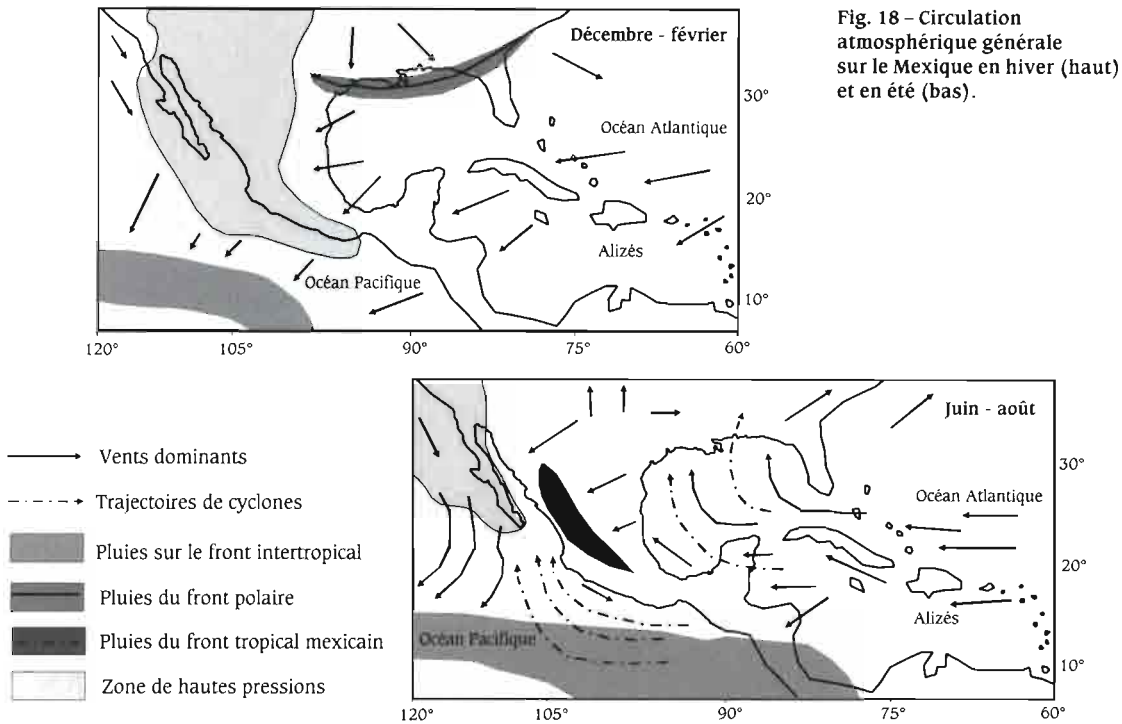 Fig. 18 – Circulation
atmosphérique générale
sur le Mexique en hiver (haut)
et en été (bas).
Décembre - février
30°
Océan Atlantique
20°
Alizés
Océan Pacifique
10°
120°
105°
90°
75°
60°
Juin - août
30°
Océan Atlantique
20°
Alizés
Océan Pacifique
10°
120°
105°
90°
75°
60°
Vents dominants
Trajectoires de cyclones
Pluies sur le front intertropical
Pluies du front polaire
Pluies du front tropical mexicain
Zone de hautes pressions